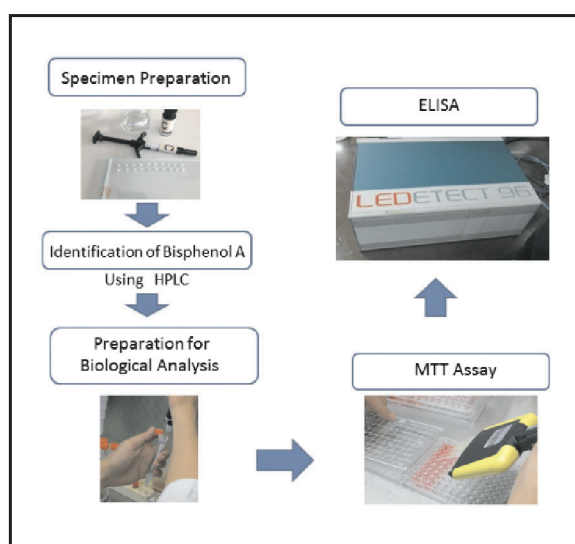 Specimen Preparation
Identification of Bisphenol A
Using HPLC
Preparation for
Biological Analysis
MTT Assay
ELISA
LEDETECT 96